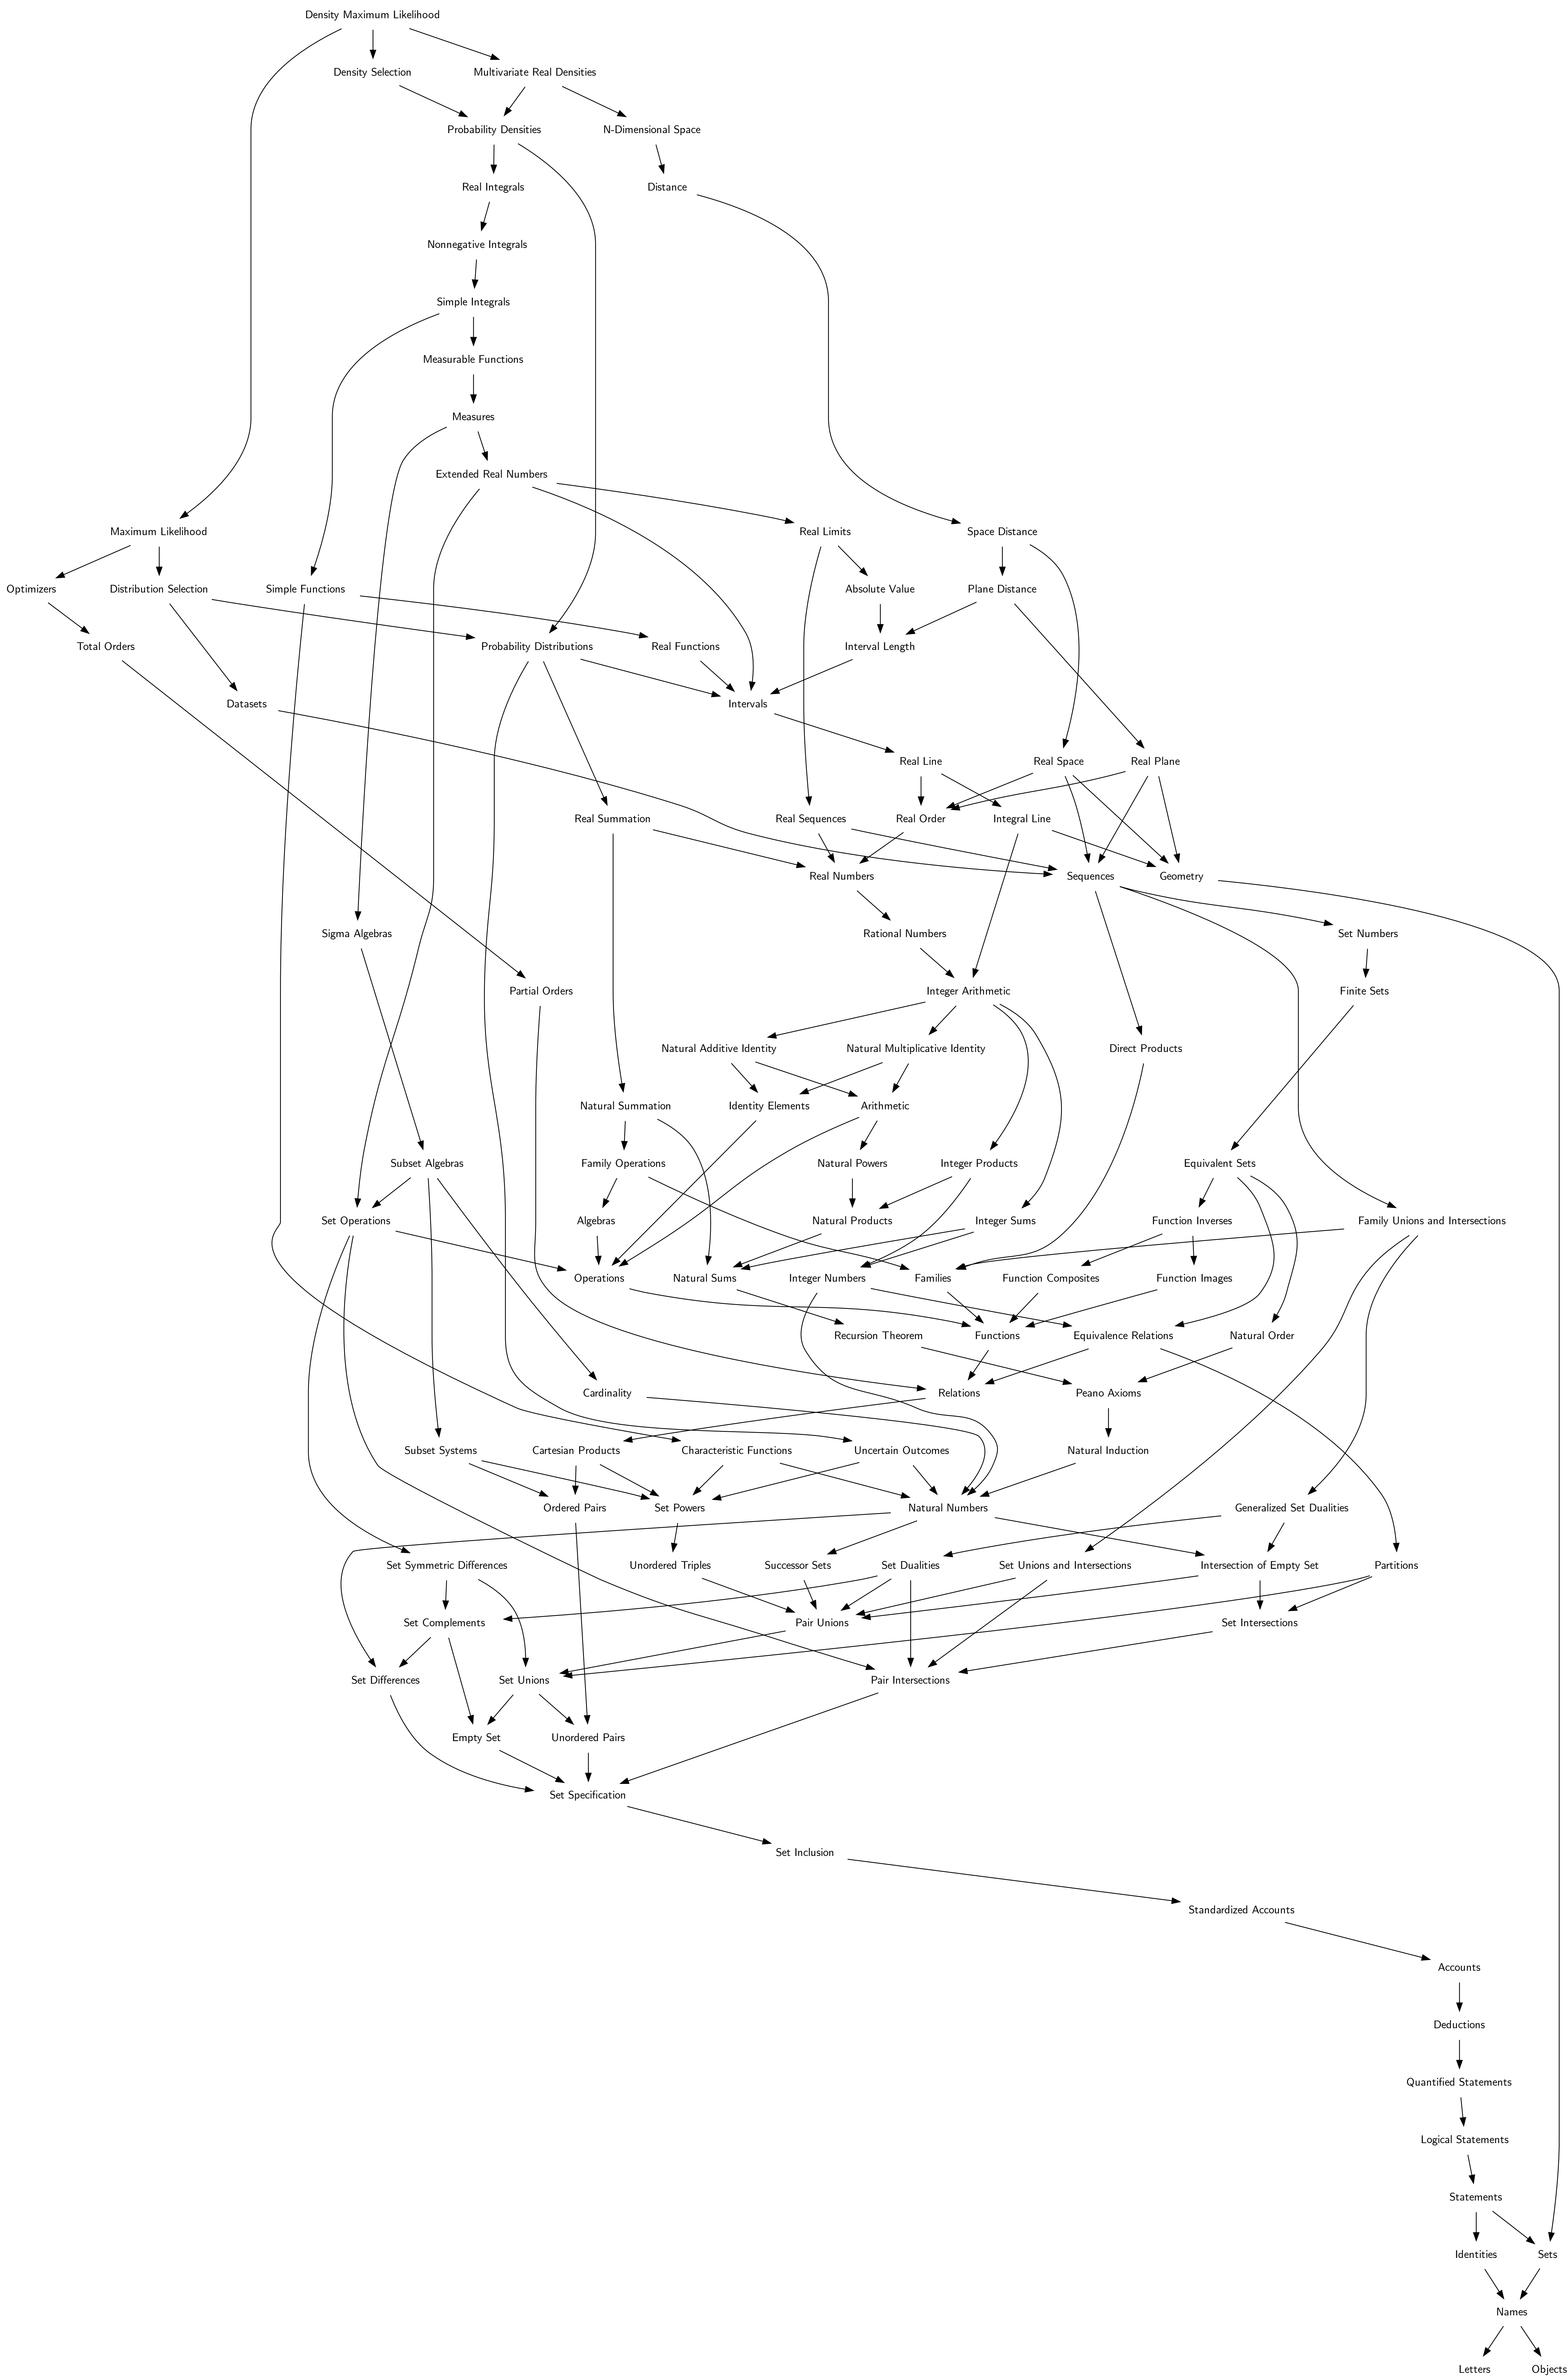 Density Maximum Likelihood
Density Selection
Multivariate Real Densities
Probability Densities
N-Dimensional Space
Real Integrals
Distance
Nonnegative Integrals
Simple Integrals
Measurable Functions
Measures
Extended Real Numbers
Maximum Likelihood
Real Limits
Space Distance
Optimizers
Distribution Selection
Simple Functions
Absolute Value
Plane Distance
Total Orders
Probability Distributions
Real Functions
Interval Length
Datasets
Intervals
Real Line
Real Space
Real Plane
Real Summation
Real Sequences
Real Order
Integral Line
Real Numbers
Sequences
Geometry
Sigma Algebras
Rational Numbers
Set Numbers
Partial Orders
Integer Arithmetic
Finite Sets
Natural Additive Identity
Natural Multiplicative Identity
Direct Products
Natural Summation
Identity Elements
Arithmetic
Subset Algebras
Family Operations
Natural Powers
Integer Products
Equivalent Sets
Set Operations
Algebras
Natural Products
Integer Sums
Function Inverses
Family Unions and Intersections
Operations
Natural Sums
Integer Numbers
Families
Function Composites
Function Images
Recursion Theorem
Functions
Equivalence Relations
Natural Order
Cardinality
Relations
Peano Axioms
Subset Systems
Cartesian Products
Characteristic Functions
Uncertain Outcomes
Natural Induction
Ordered Pairs
Set Powers
Natural Numbers
Generalized Set Dualities
Set Symmetric Differences
Unordered Triples
Successor Sets
Set Dualities
Set Unions and Intersections
Intersection of Empty Set
Partitions
Set Complements
Pair Unions
Set Intersections
Set Differences
Set Unions
Pair Intersections
Empty Set
Unordered Pairs
Set Specification
Set Inclusion
Standardized Accounts
Accounts
Deductions
Quantified Statements
Logical Statements
Statements
Identities
Sets
Names
Letters
Objects